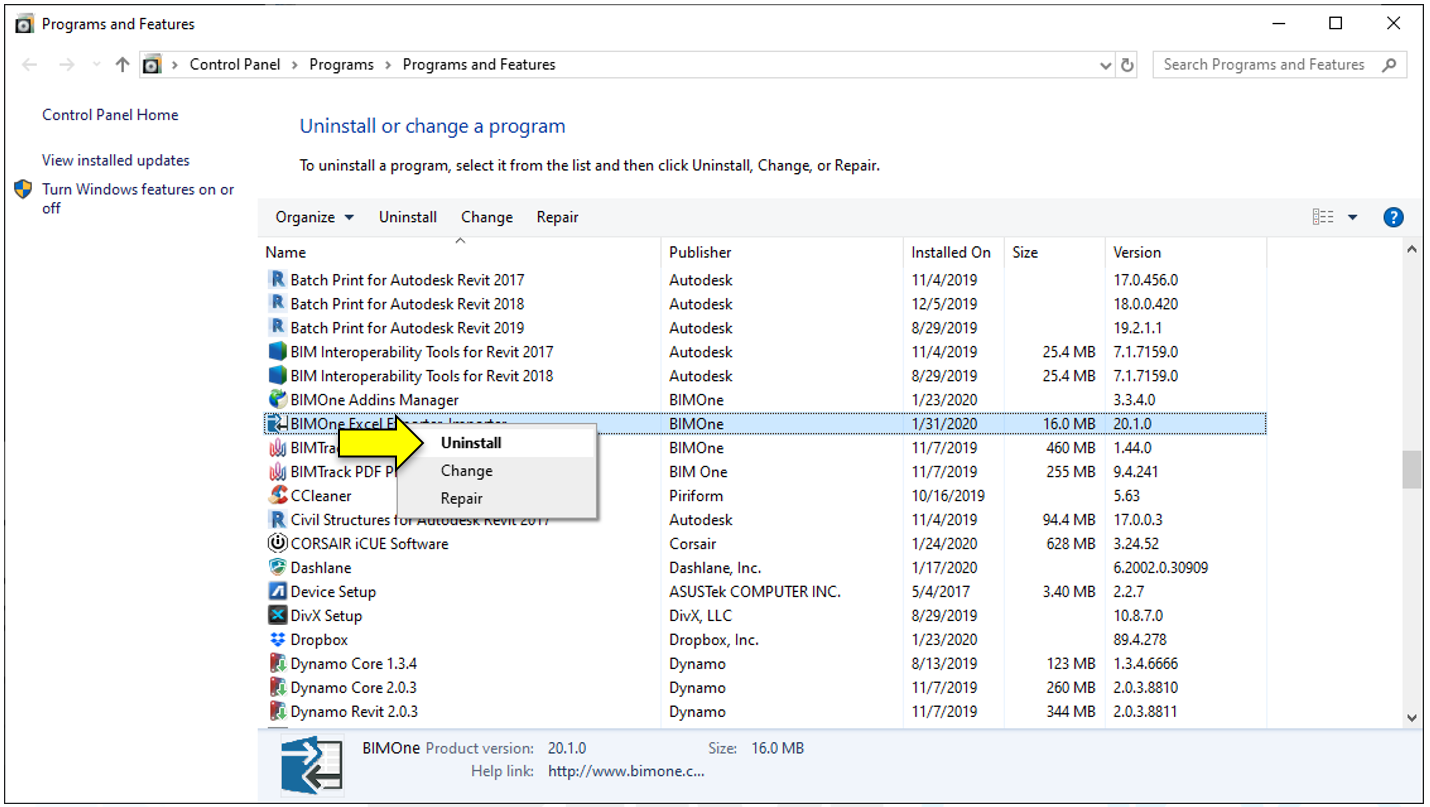 Programs and Features
Control Panel > Programs > Programs and Features
Search Programs and Features
Control Panel Home
View installed updates
Turn Windows features on or
off
Uninstall or change a program
To uninstall a program, select it from the list and then click Uninstall, Change, or Repair.
Organize Uninstall Change Repair
?
Name Publisher Installed On Size Version
Batch Print for Autodesk Revit 2017 Autodesk 11/4/2019 17.0.456.0
Batch Print for Autodesk Revit 2018 Autodesk 12/5/2019 18.0.0.420
Batch Print for Autodesk Revit 2019 Autodesk 8/29/2019 19.2.1.1
BIM Interoperability Tools for Revit 2017 Autodesk 11/4/2019 25.4 MB 7.1.7159.0
BIM Interoperability Tools for Revit 2018 Autodesk 8/29/2019 25.4 MB 7.1.7159.0
BIMOne Addins Manager BIMOne 1/23/2020 3.3.4.0
BIMOne Excel Exporter-Importer BIMOne 1/31/2020 16.0 MB 20.1.0
Uninstall
Change
Repair
BIMTra BIMOne 11/7/2019 460 MB 1.44.0
BIMTrack PDF P BIM One 11/7/2019 255 MB 9.4.241
CCleaner Piriform 10/16/2019 5.63
Civil Structures for Autodesk Revit 2017 Autodesk 11/4/2019 94.4 MB 17.0.0.3
CORSAIR iCUE Software Corsair 1/24/2020 628 MB 3.24.52
Dashlane Dashlane, Inc. 1/17/2020 6.2002.0.30909
Device Setup ASUSTek COMPUTER INC. 5/4/2017 3.40 MB 2.2.7
DivX Setup DivX, LLC 8/29/2019 10.8.7.0
Dropbox Dropbox, Inc. 1/23/2020 89.4.278
Dynamo Core 1.3.4 Dynamo 8/13/2019 123 MB 1.3.4.6666
Dynamo Core 2.0.3 Dynamo 11/7/2019 260 MB 2.0.3.8810
Dynamo Revit 2.0.3 Dynamo 11/7/2019 344 MB 2.0.3.8811
BIMOne Product version: 20.1.0 Size: 16.0 MB
Help link: http://www.bimone.c...